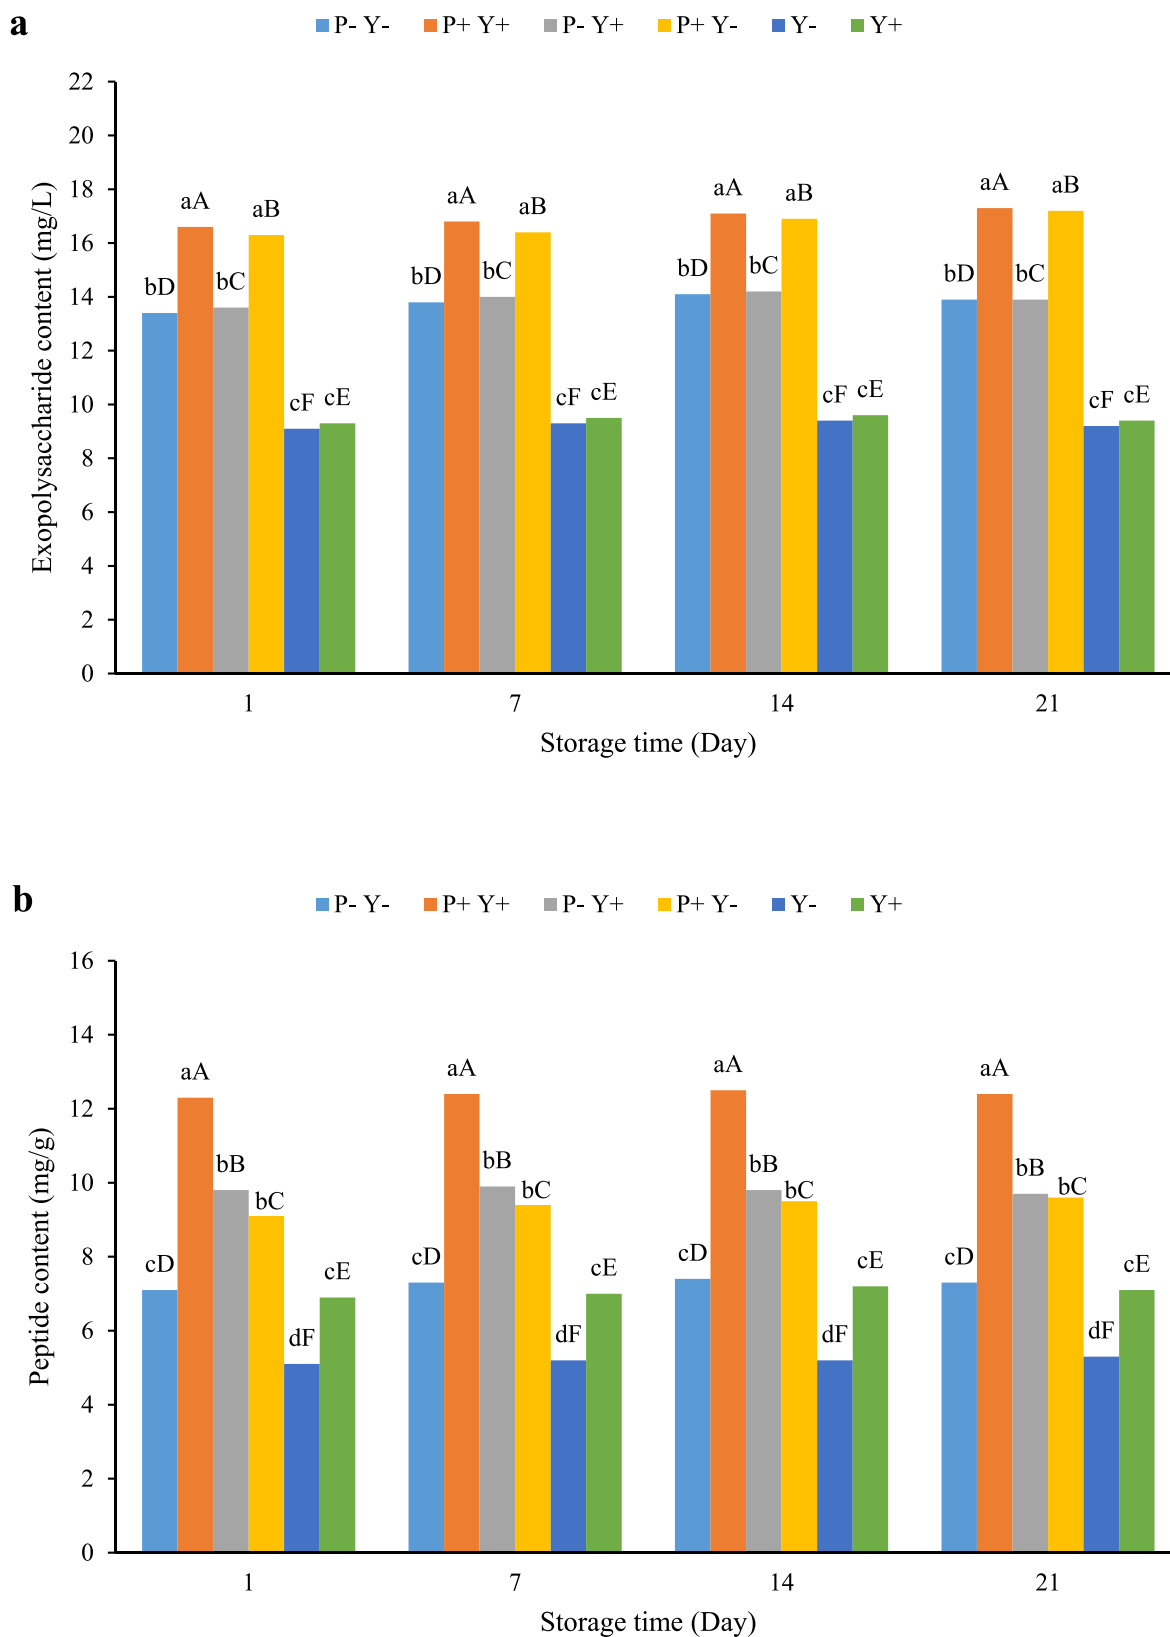 a
P- Y- P+ Y+ P- Y+ P+ Y- Y- Y+
Exopolysaccharide content (mg/L)
22
20
18
16
14
12
10
8
6
4
2
0
bD aA bC aB cF cE
bD aA bC aB cF cE
bD aA bC aB cF cE
bD aA bC aB cF cE
1 7 14 21
Storage time (Day)
b
P- Y- P+ Y+ P- Y+ P+ Y- Y- Y+
Peptide content (mg/g)
16
14
12
10
8
6
4
2
0
cD aA bB bC dF cE
cD aA bB bC dF cE
cD aA bB bC dF cE
cD aA bB bC dF cE
1 7 14 21
Storage time (Day)